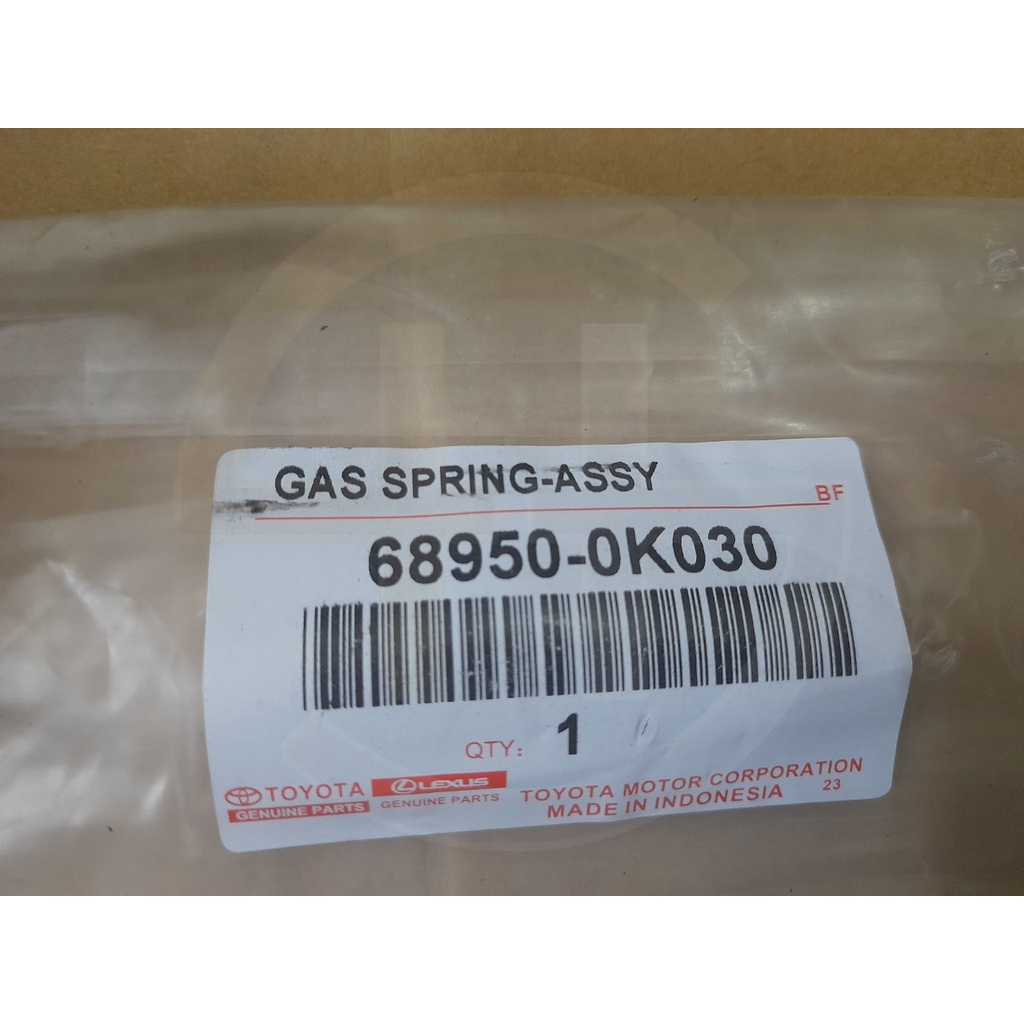 GAS SPRING-ASSY
BF
68950-0K030
QTY: 1
TOYOTA
GENUINE PARTS
LEXUS
GENUINE PARTS
TOYOTA MOTOR CORPORATION
MADE IN INDONESIA 23